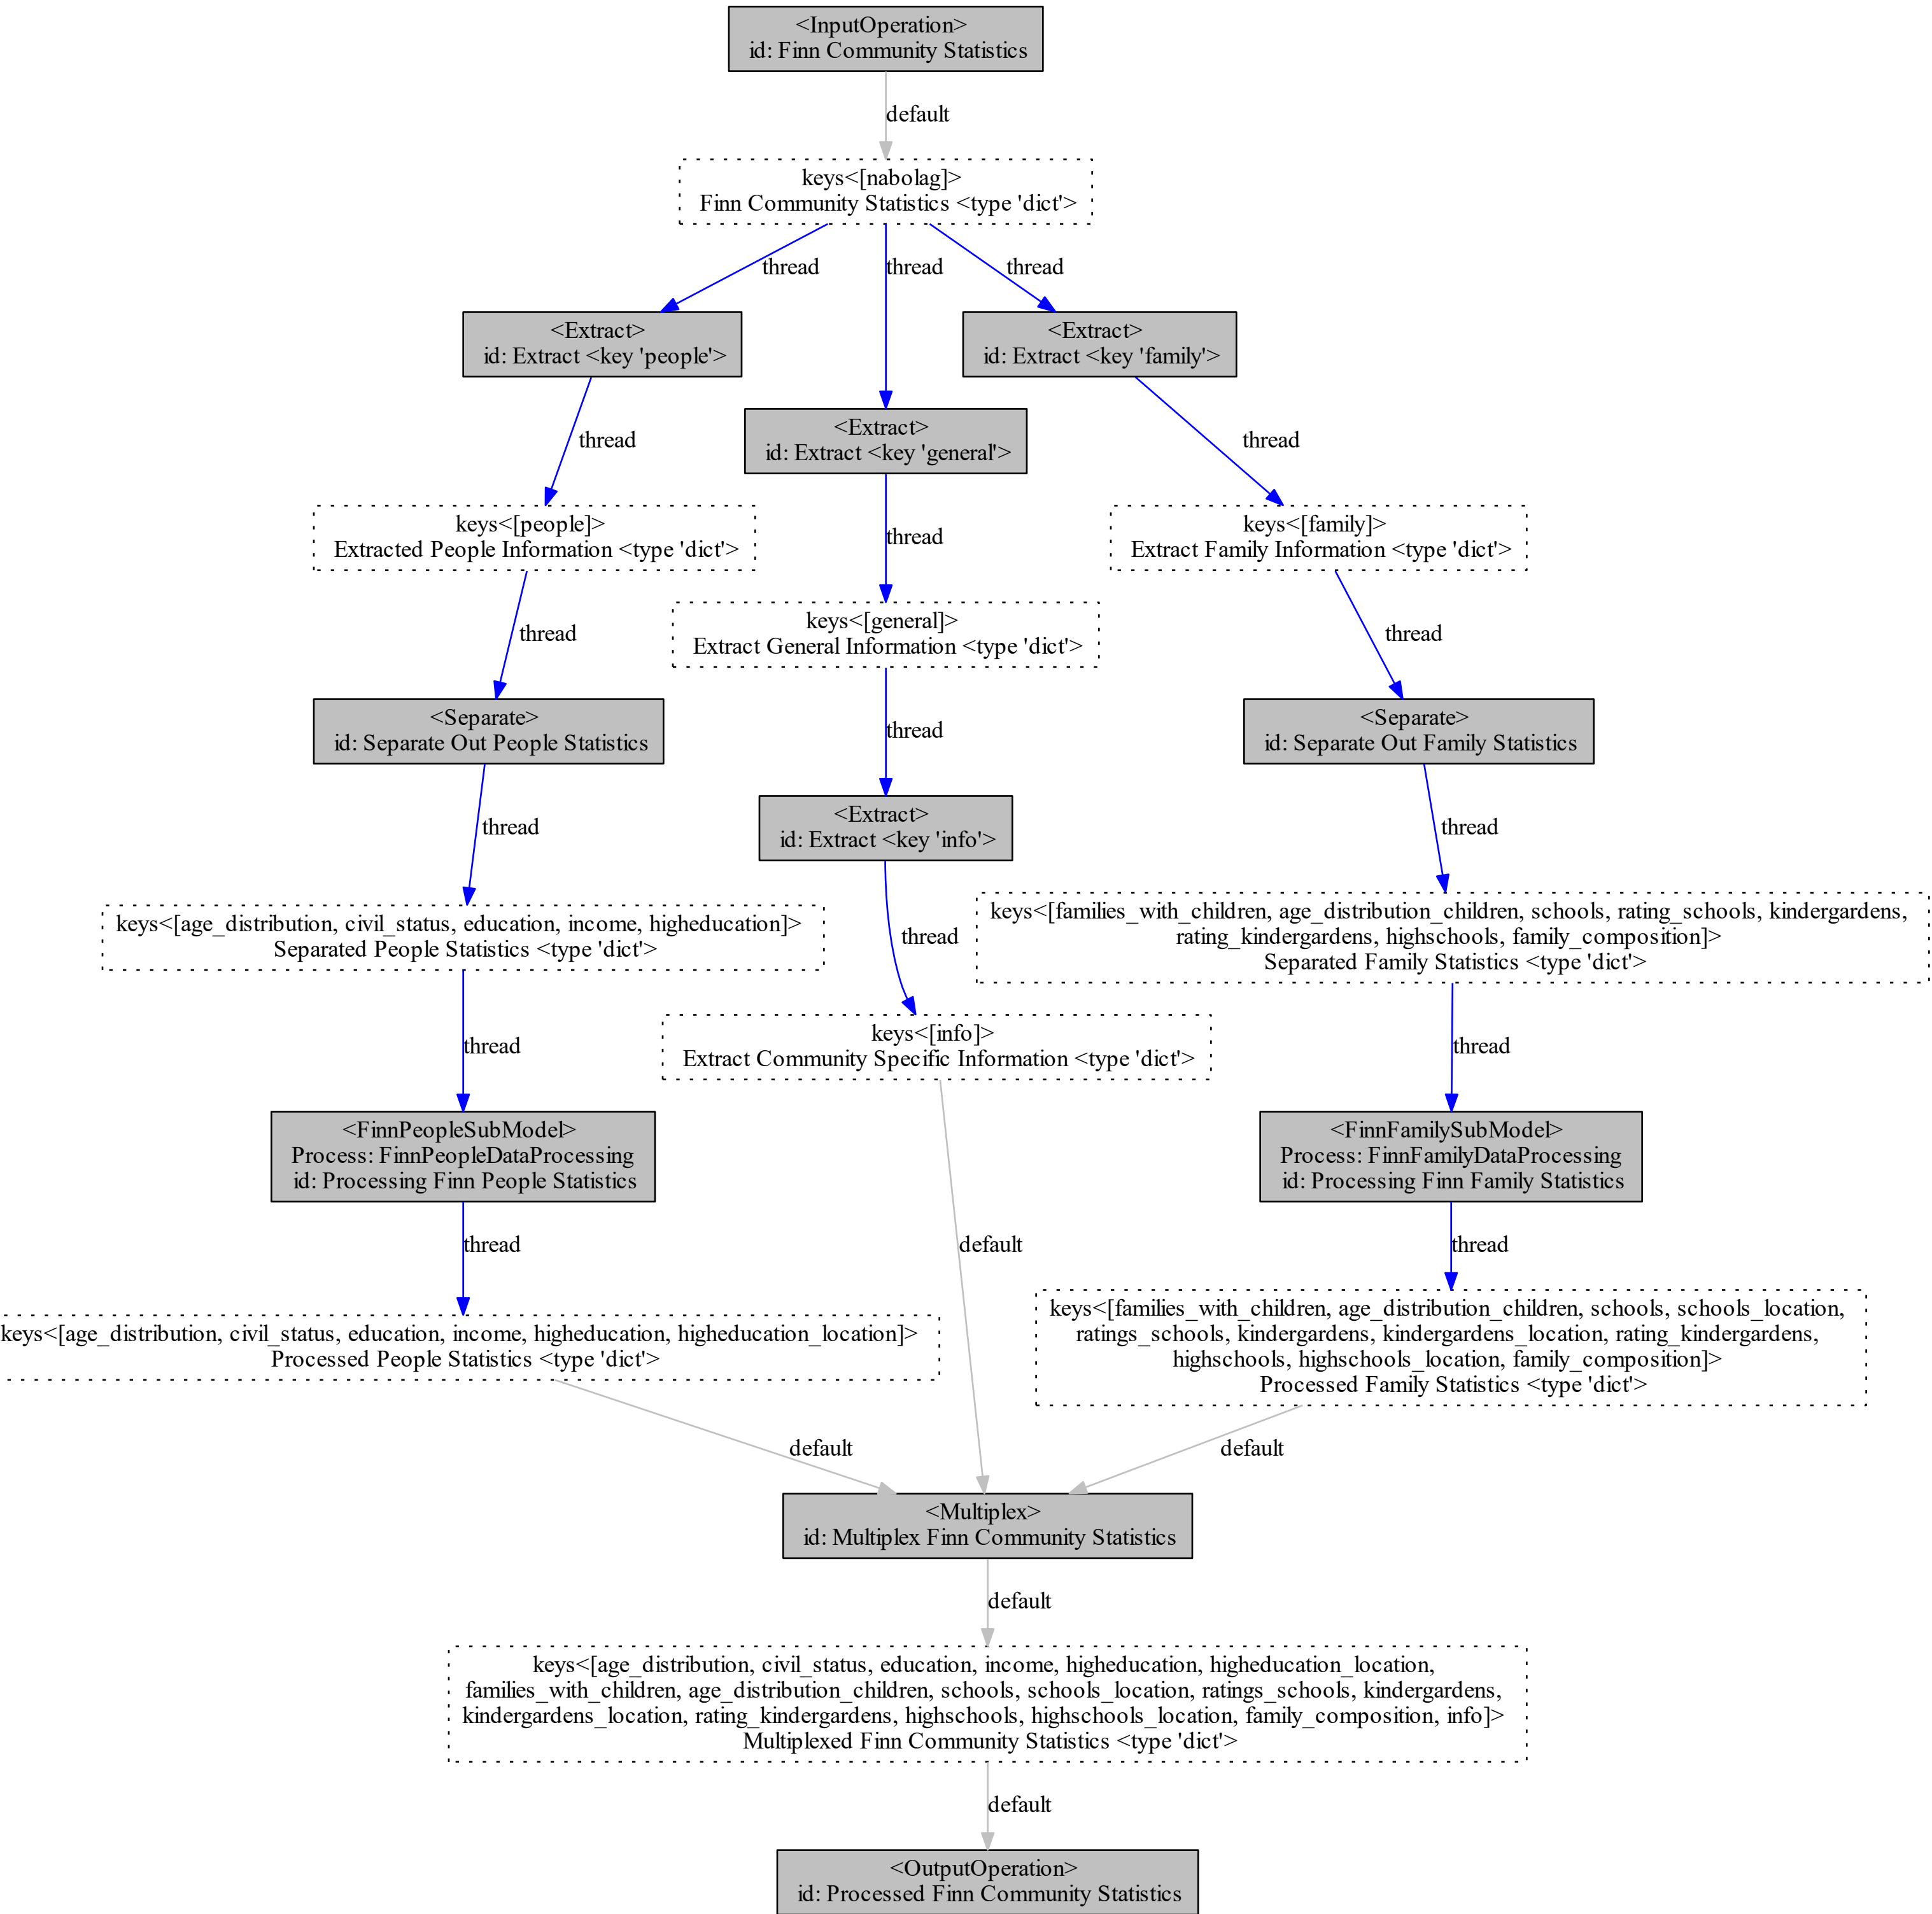 <InputOperation>
id: Finn Community Statistics
default
keys<[nabolag]>
Finn Community Statistics <type 'dict'>
thread
thread
thread
<Extract>
id: Extract <key 'people'>
<Extract>
id: Extract <key 'family'>
<Extract>
id: Extract <key 'general'>
thread
thread
keys<[people]>
Extracted People Information <type 'dict'>
thread
keys<[family]>
Extract Family Information <type 'dict'>
keys<[general]>
Extract General Information <type 'dict'>
thread
thread
<Separate>
id: Separate Out People Statistics
thread
<Separate>
id: Separate Out Family Statistics
<Extract>
id: Extract <key 'info'>
thread
thread
keys<[age_distribution, civil_status, education, income, higheducation]>
Separated People Statistics <type 'dict'>
thread
keys<[families_with_children, age_distribution_children, schools, rating_schools, kindergardens,
rating_kindergardens, highschools, family_composition]>
Separated Family Statistics <type 'dict'>
keys<[info]>
Extract Community Specific Information <type 'dict'>
thread
thread
<FinnPeopleSubModel>
Process: FinnPeopleDataProcessing
id: Processing Finn People Statistics
<FinnFamilySubModel>
Process: FinnFamilyDataProcessing
id: Processing Finn Family Statistics
thread
default
thread
keys<[age_distribution, civil_status, education, income, higheducation, higheducation_location]>
Processed People Statistics <type 'dict'>
keys<[families_with_children, age_distribution_children, schools, schools_location,
ratings_schools, kindergardens, kindergardens_location, rating_kindergardens,
highschools, highschools_location, family_composition]>
Processed Family Statistics <type 'dict'>
default
default
<Multiplex>
id: Multiplex Finn Community Statistics
default
keys<[age_distribution, civil_status, education, income, higheducation, higheducation_location,
families_with_children, age_distribution_children, schools, schools_location, ratings_schools, kindergardens,
kindergardens_location, rating_kindergardens, highschools, highschools_location, family_composition, info]>
Multiplexed Finn Community Statistics <type 'dict'>
default
<OutputOperation>
id: Processed Finn Community Statistics